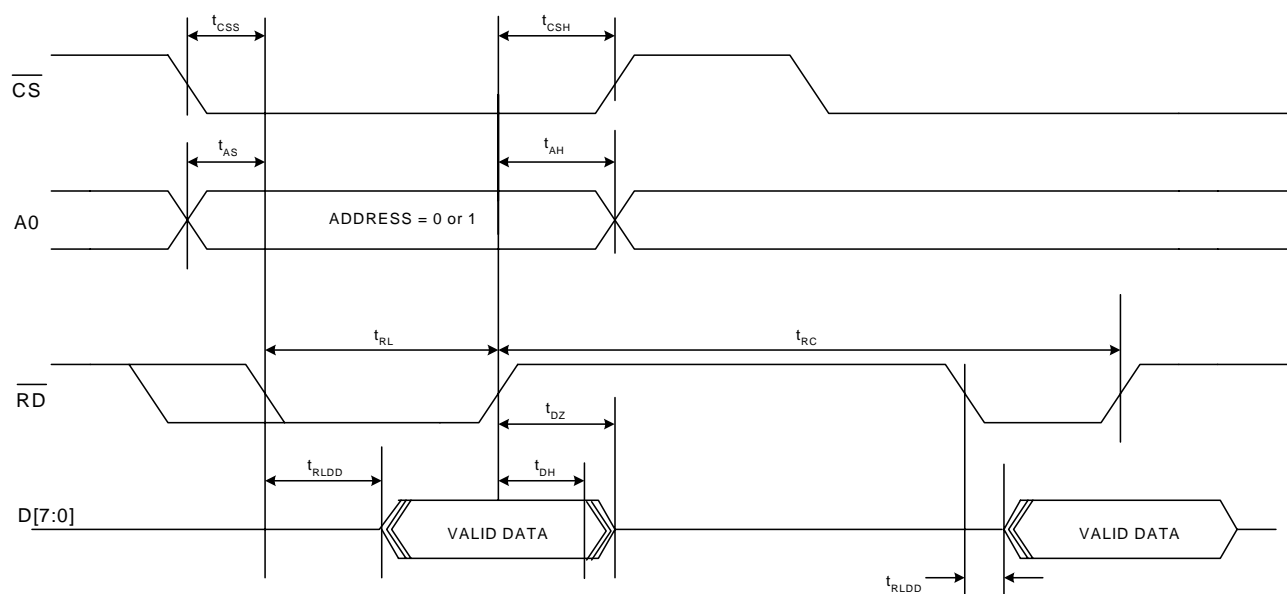 tCSS
tCSH
CS
tAS
tAH
A0
ADDRESS = 0 or 1
tRL
tRC
RD
tDZ
tRLDD
tDH
D[7:0]
VALID DATA
VALID DATA
tRLDD